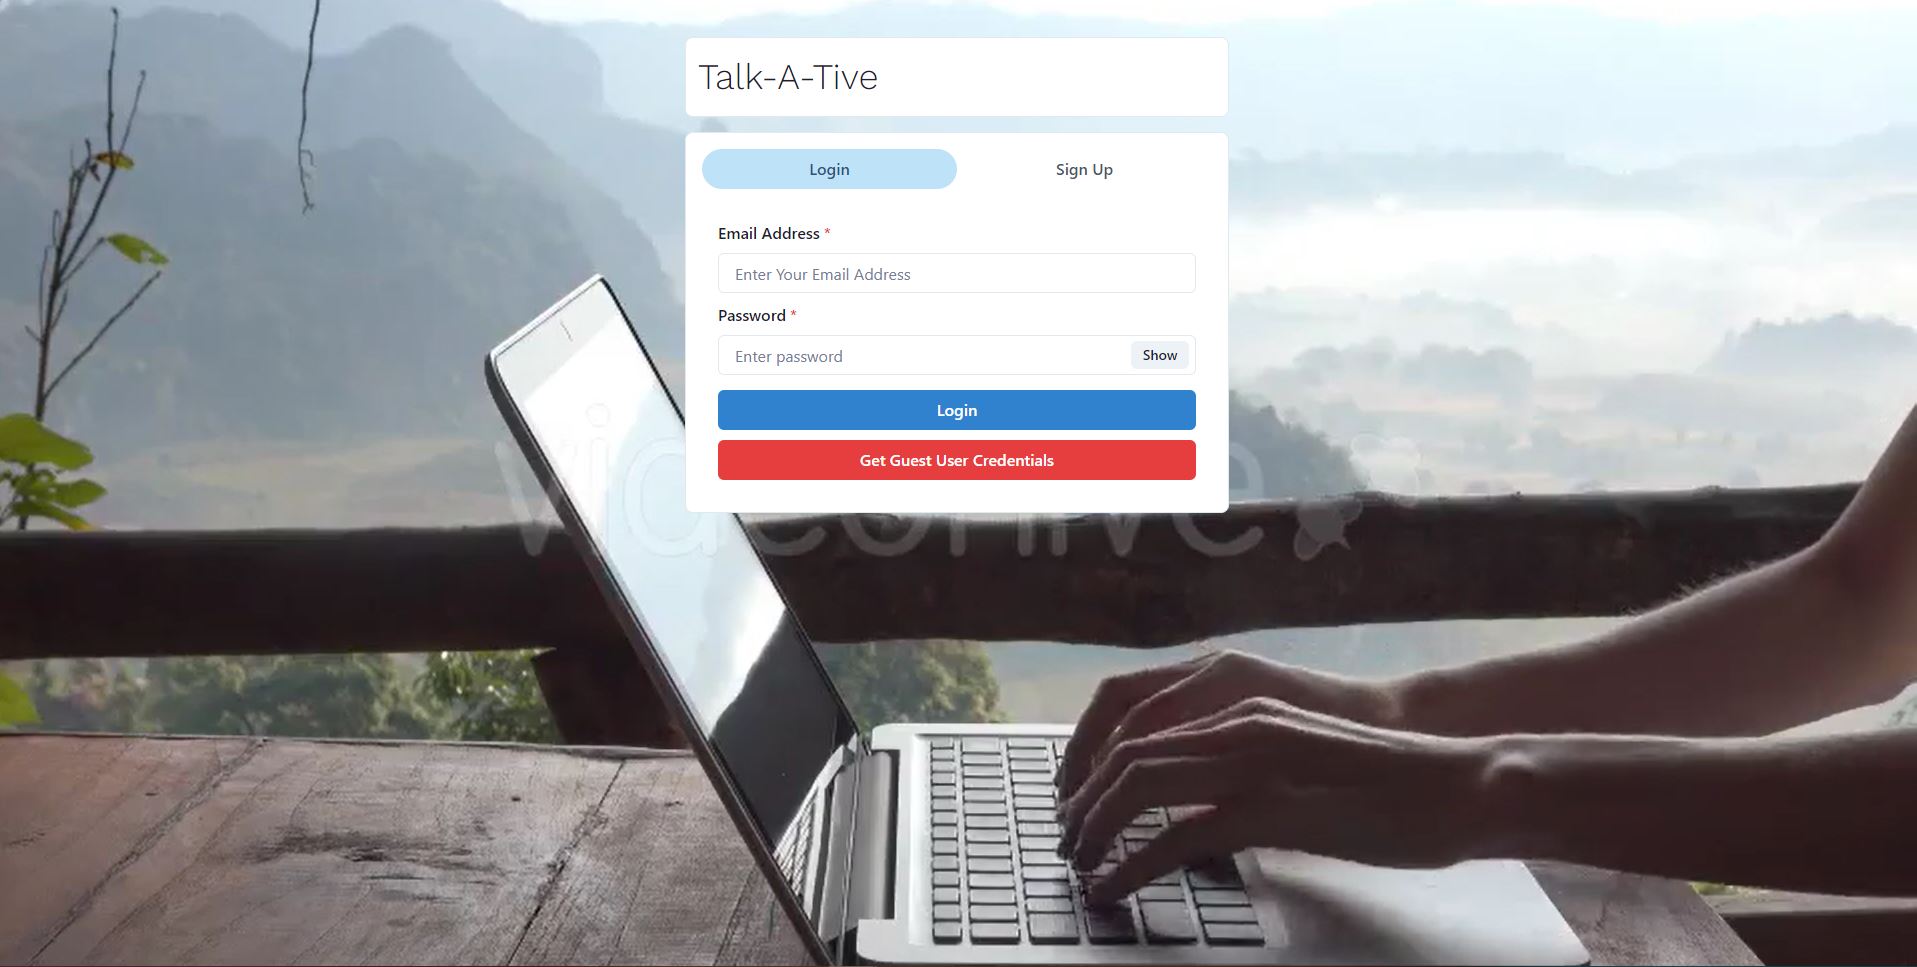 Talk-A-Tive
Login
Sign Up
Email Address *
Enter Your Email Address
Password *
Enter password
Show
Login
Get Guest User Credentials
videohive